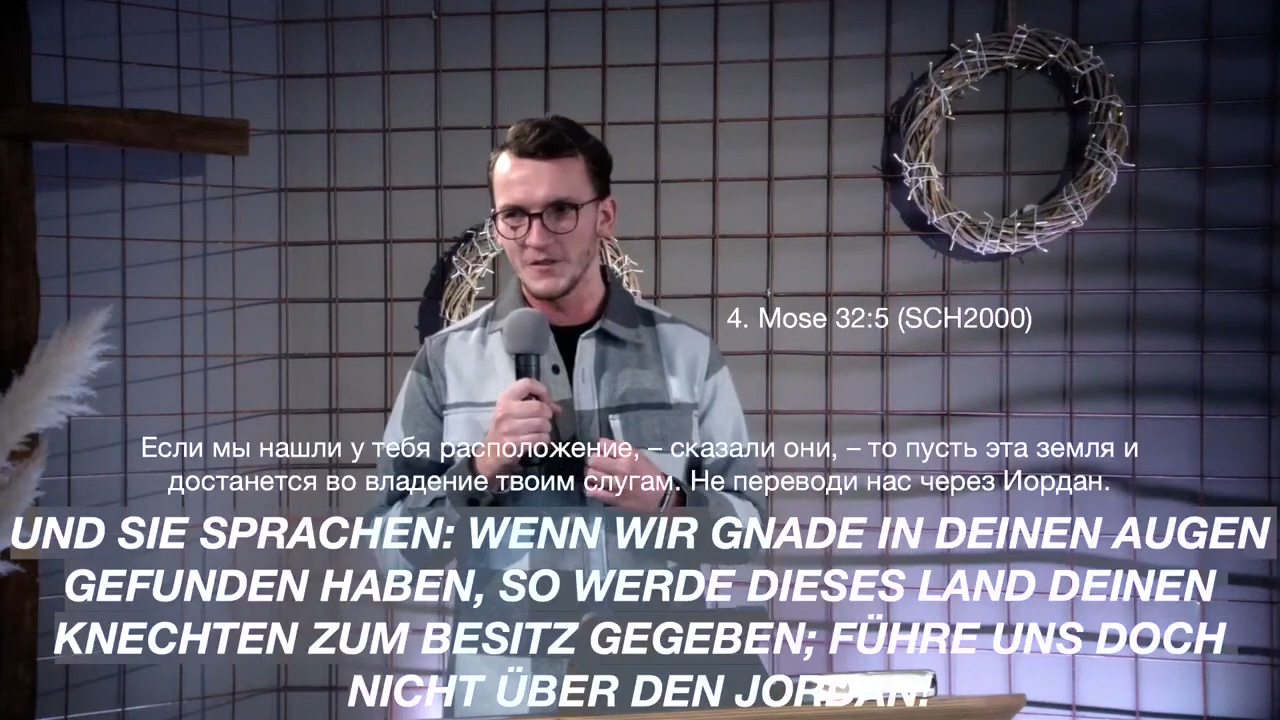 4. Mose 32:5 (SCH2000)
Если мы нашли у тебя расположение, – сказали они, – то пусть эта земля и
достанется во владение твоим слугам. Не переводи нас через Иордан.
UND SIE SPRACHEN: WENN WIR GNADE IN DEINEN AUGEN
GEFUNDEN HABEN, SO WERDE DIESES LAND DEINEN
KNECHTEN ZUM BESITZ GEGEBEN; FÜHRE UNS DOCH
NICHT ÜBER DEN JORDAN!